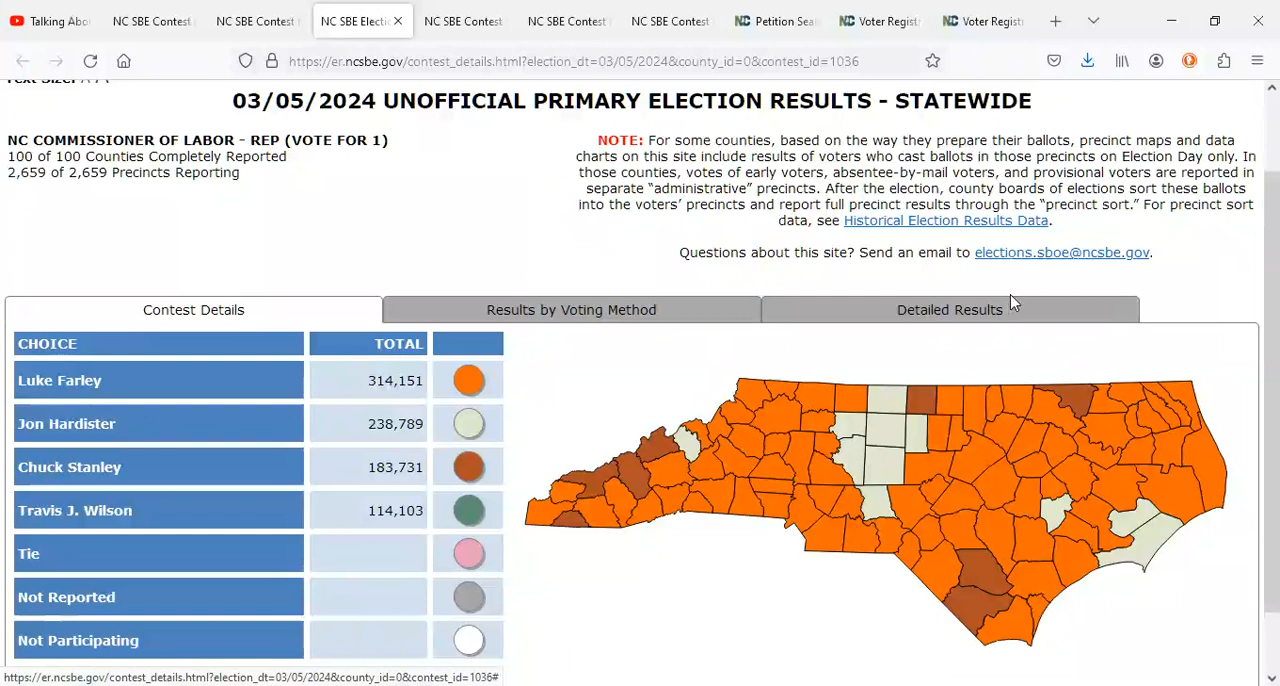 Talking Abo
NC SBE Contest
NC SBE Contest
NC SBE Electi
NC SBE Contest
NC SBE Contest
NC SBE Contest
NC Petition Sea
NC Voter Regist
NC Voter Regist
https://er.ncsbe.gov/contest_details.html?election_dt=03/05/2024&county_id=0&contest_id=1036
Text Size: A A A
03/05/2024 UNOFFICIAL PRIMARY ELECTION RESULTS - STATEWIDE
NC COMMISSIONER OF LABOR - REP (VOTE FOR 1)
100 of 100 Counties Completely Reported
2,659 of 2,659 Precincts Reporting
NOTE: For some counties, based on the way they prepare their ballots, precinct maps and data
charts on this site include results of voters who cast ballots in those precincts on Election Day only. In
those counties, votes of early voters, absentee-by-mail voters, and provisional voters are reported in
separate “administrative” precincts. After the election, county boards of elections sort these ballots
into the voters’ precincts and report full precinct results through the “precinct sort.” For precinct sort
data, see Historical Election Results Data.
Questions about this site? Send an email to elections.sboe@ncsbe.gov.
Contest Details
Results by Voting Method
Detailed Results
CHOICE TOTAL
Luke Farley 314,151
Jon Hardister 238,789
Chuck Stanley 183,731
Travis J. Wilson 114,103
Tie
Not Reported
Not Participating
https://er.ncsbe.gov/contest_details.html?election_dt=03/05/2024&county_id=0&contest_id=1036#